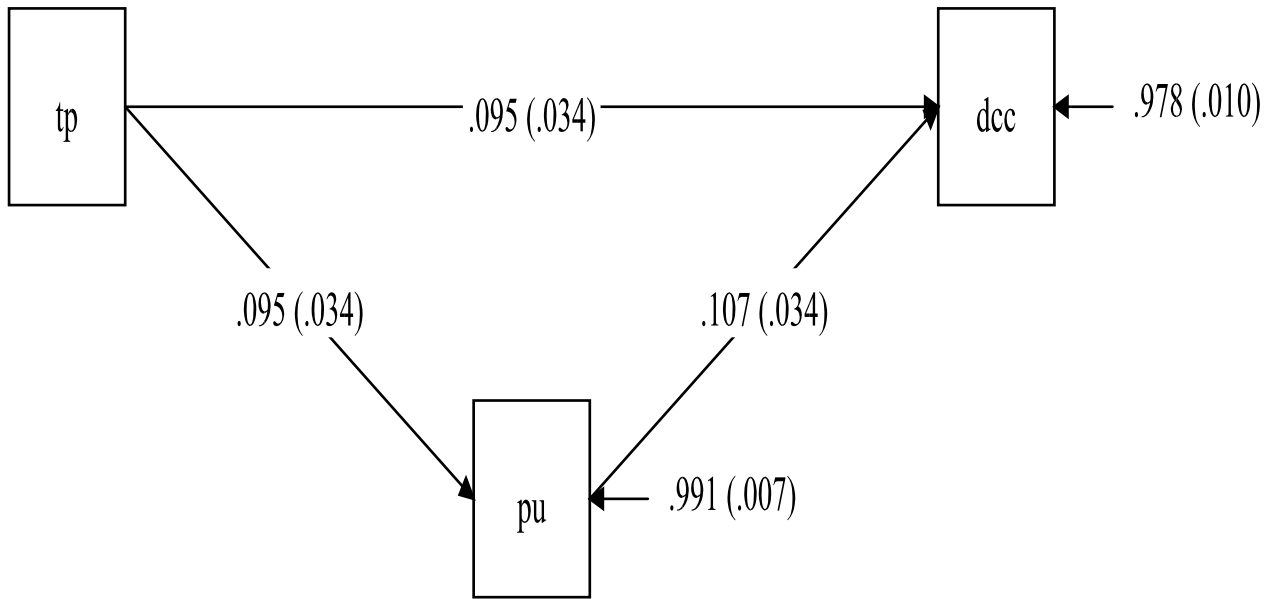 tp
.095 (.034)
dcc
.978 (.010)
.095 (.034)
.107 (.034)
pu
.991 (.007)